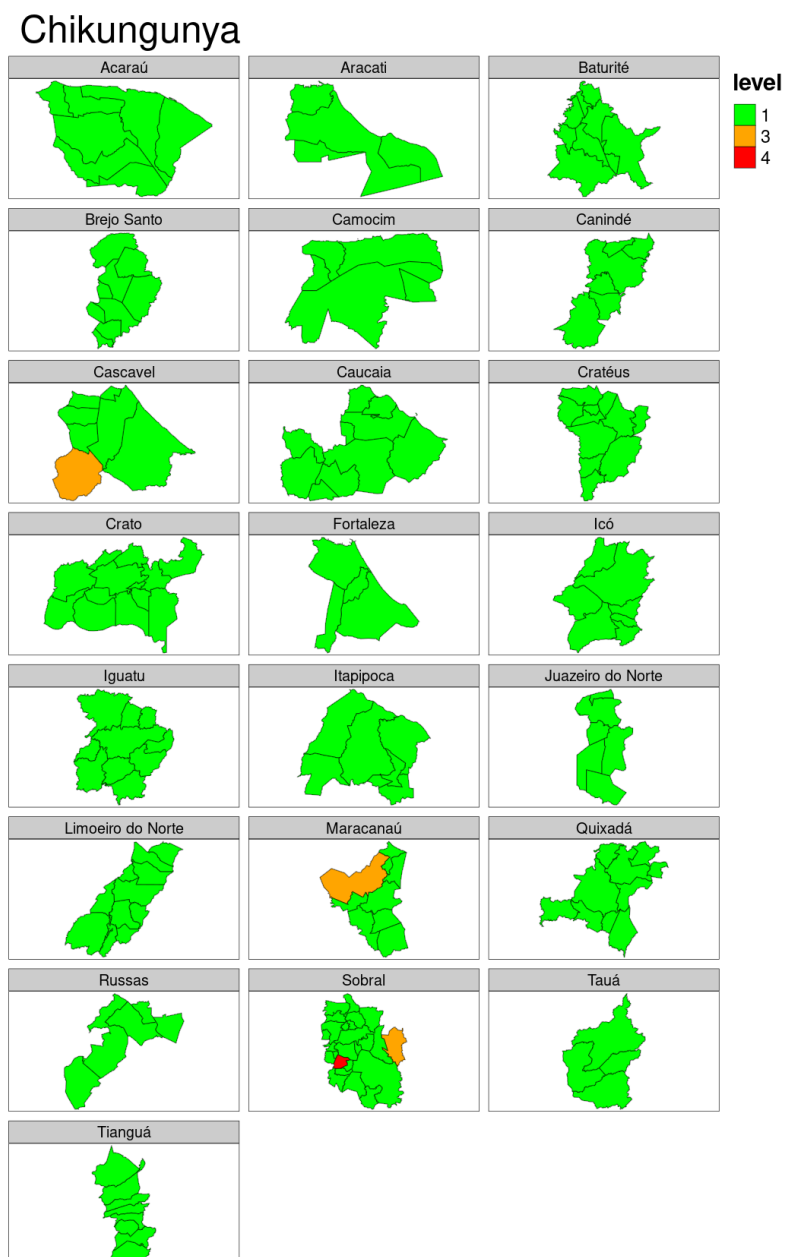 Chikungunya
Acaraú
Aracati
Baturité
level
1
3
4
Brejo Santo
Camocim
Canindé
Cascavel
Caucaia
Cratéus
Crato
Fortaleza
Icó
Iguatu
Itapipoca
Juazeiro do Norte
Limoeiro do Norte
Maracanaú
Quixadá
Russas
Sobral
Tauá
Tianguá